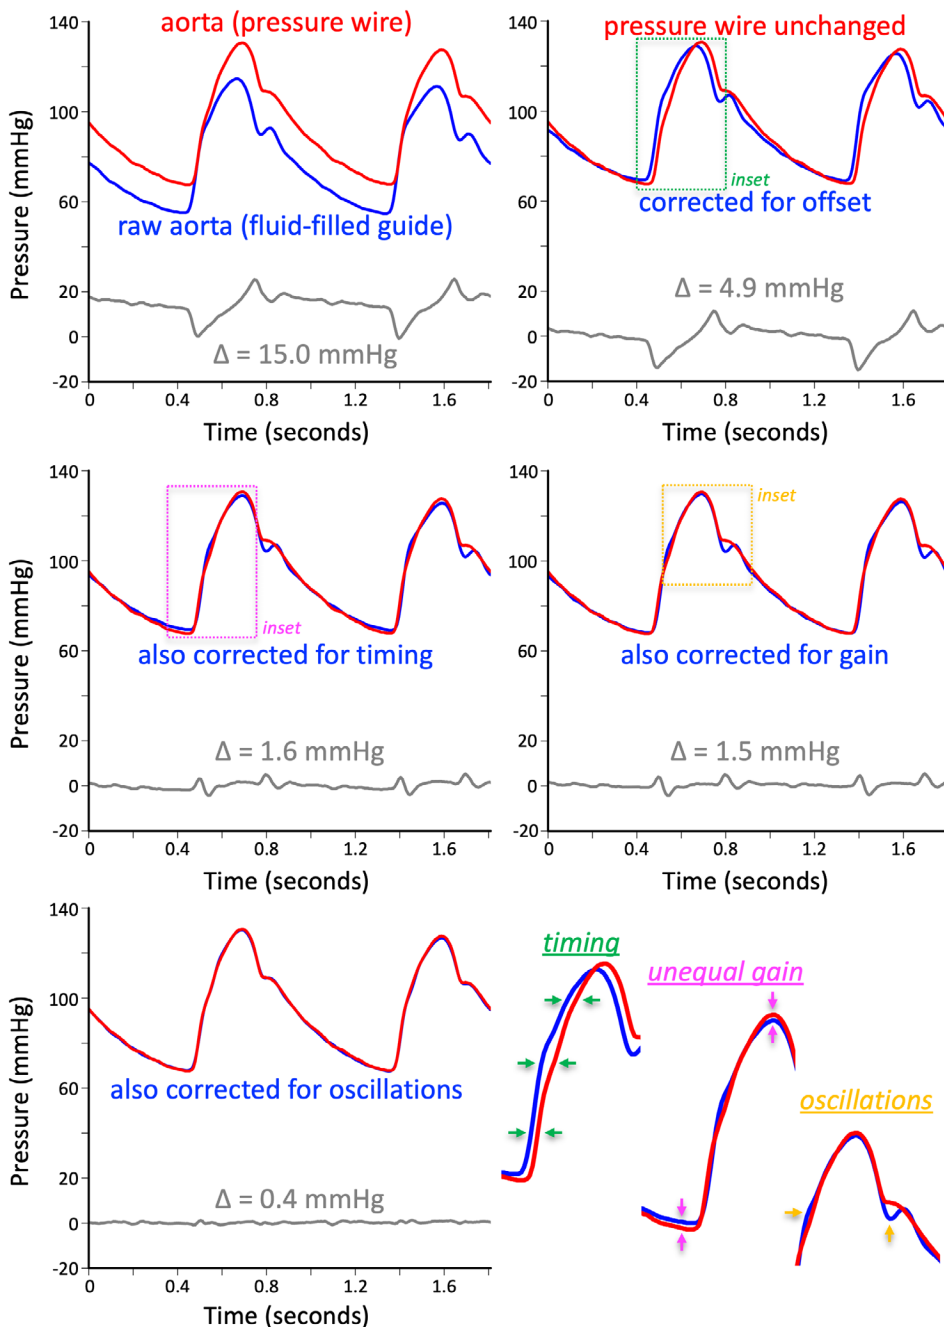 140
100
60
20
0
-20
Pressure (mmHg)
aorta (pressure wire)
raw aorta (fluid-filled guide)
Δ = 15.0 mmHg
0 0.4 0.8 1.2 1.6
Time (seconds)
140
100
60
20
0
-20
pressure wire unchanged
inset
corrected for offset
Δ = 4.9 mmHg
0 0.4 0.8 1.2 1.6
Time (seconds)
140
100
60
20
0
-20
Pressure (mmHg)
inset
also corrected for timing
Δ = 1.6 mmHg
0 0.4 0.8 1.2 1.6
Time (seconds)
140
100
60
20
0
-20
inset
also corrected for gain
Δ = 1.5 mmHg
0 0.4 0.8 1.2 1.6
Time (seconds)
140
100
60
20
0
-20
Pressure (mmHg)
also corrected for oscillations
Δ = 0.4 mmHg
0 0.4 0.8 1.2 1.6
Time (seconds)
timing
unequal gain
oscillations